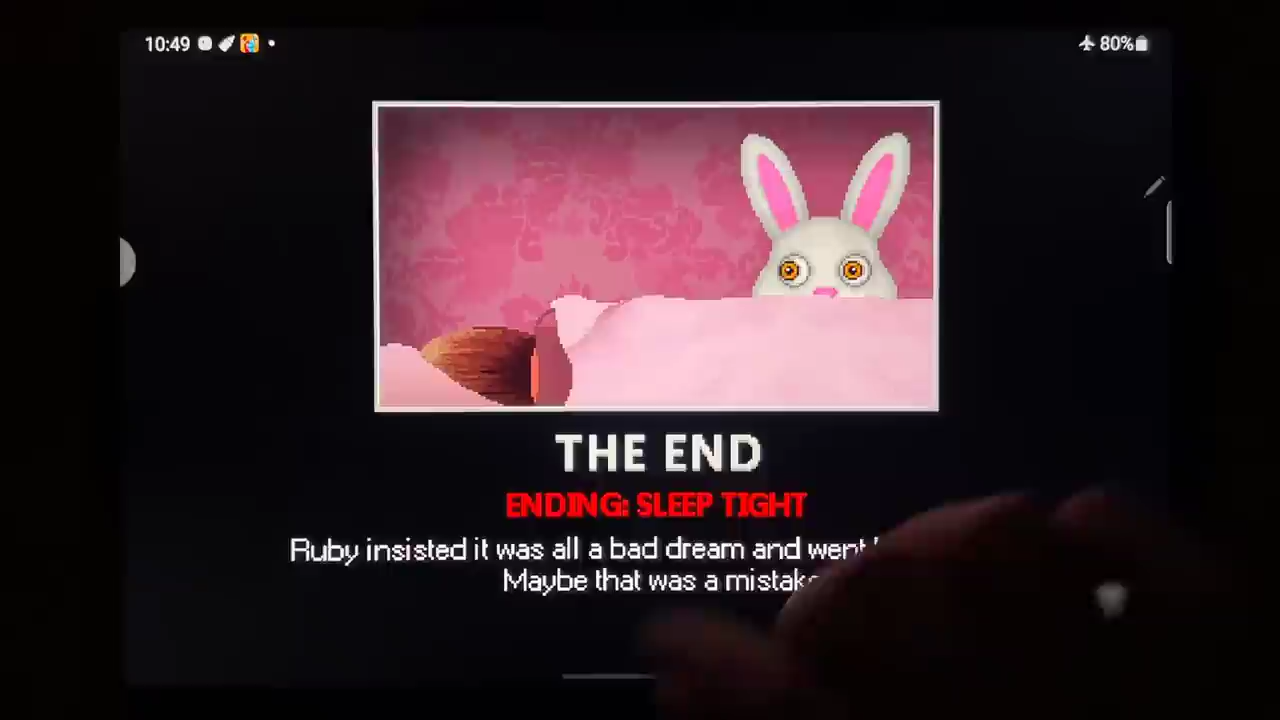 10:49
80%
THE END
ENDING: SLEEP TIGHT
Ruby insisted it was all a bad dream and went
Maybe that was a mistake